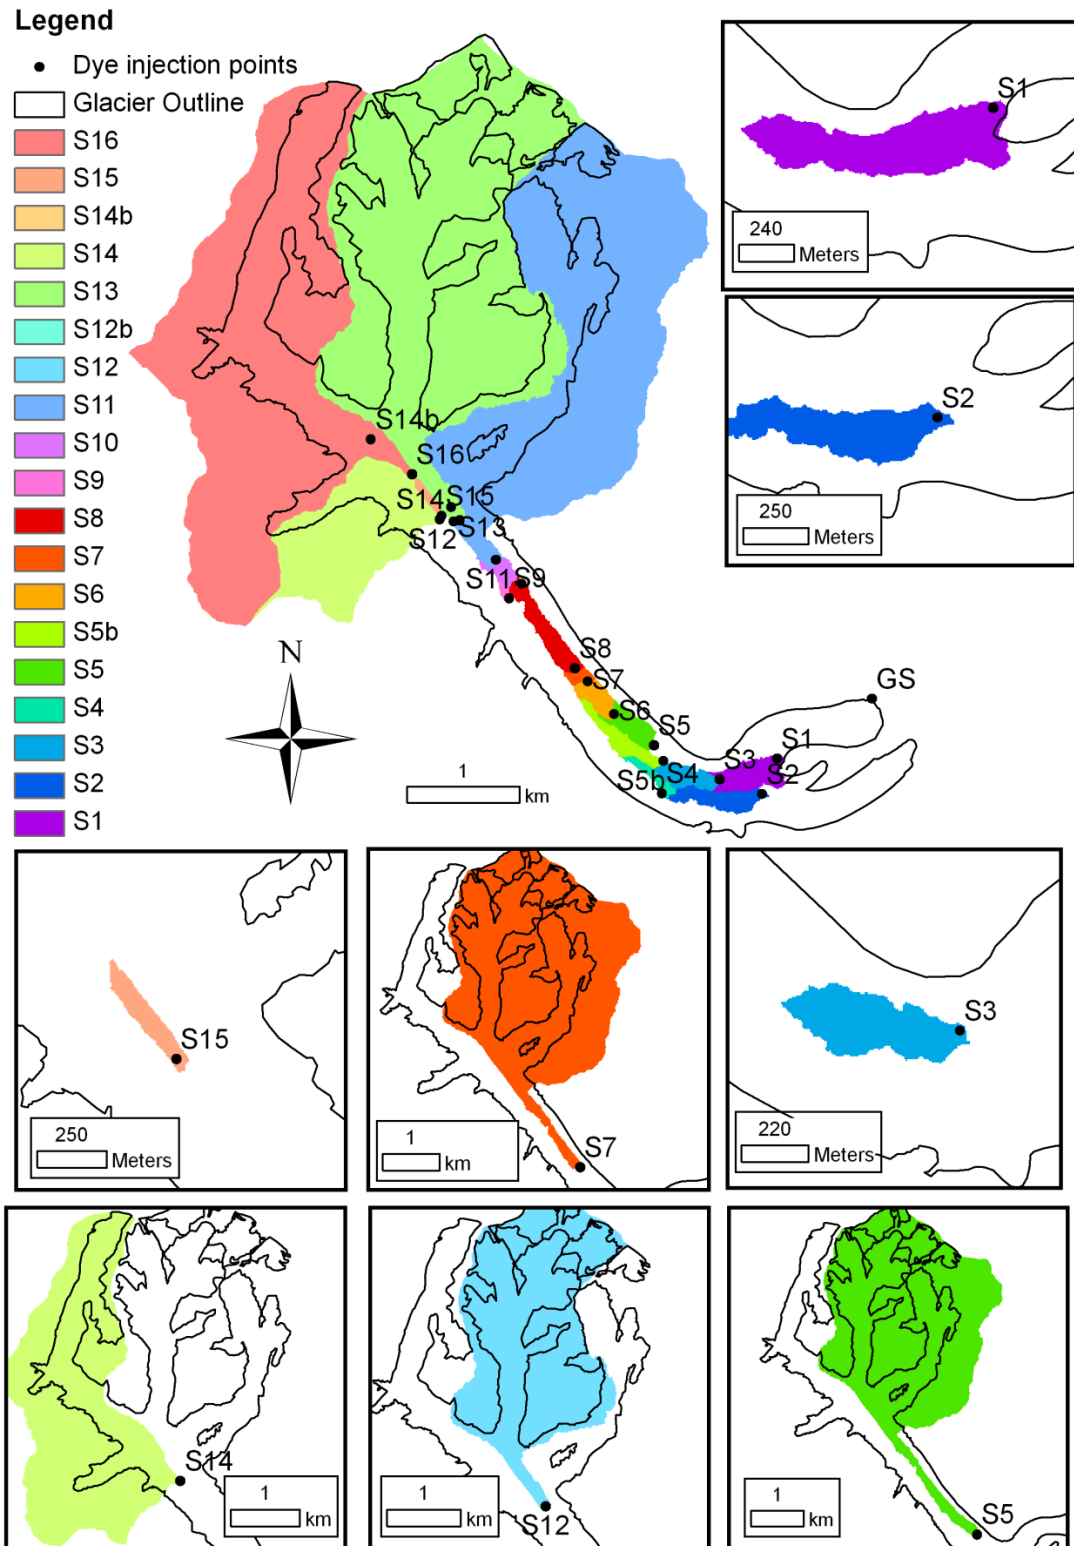 Legend
Dye injection points
Glacier Outline
S16
S15
S14b
S14
S13
S12b
S12
S11
S10
S9
S8
S7
S6
S5b
S5
S4
S3
S2
S1
S14b
S16
S14
S15
S12
S13
S11
S9
S8
S7
S6
S5
S4
S5b
S3
S1
S2
GS
N
1
km
S1
240
Meters
S2
250
Meters
S15
250
Meters
S7
1
km
S3
220
Meters
S14
1
km
S12
1
km
S5
1
km